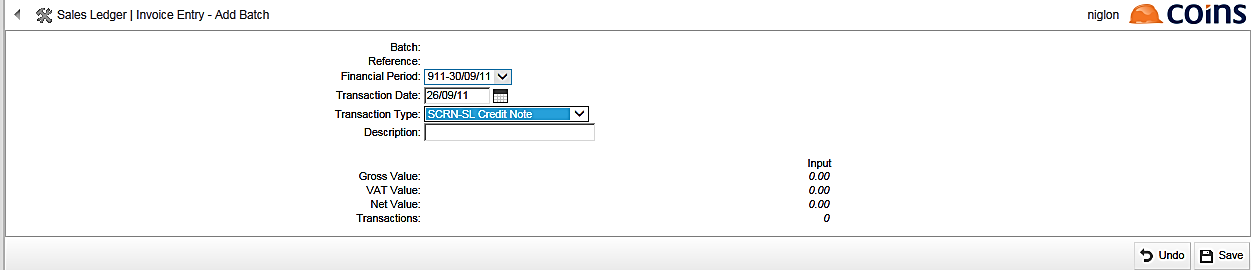 Sales Ledger | Invoice Entry - Add Batch niglon coins
Batch:
Reference:
Financial Period: 911-30/09/11
Transaction Date: 26/09/11
Transaction Type: SCRN-SL Credit Note
Description:
Input
Gross Value: 0.00
VAT Value: 0.00
Net Value: 0.00
Transactions: 0
Undo Save